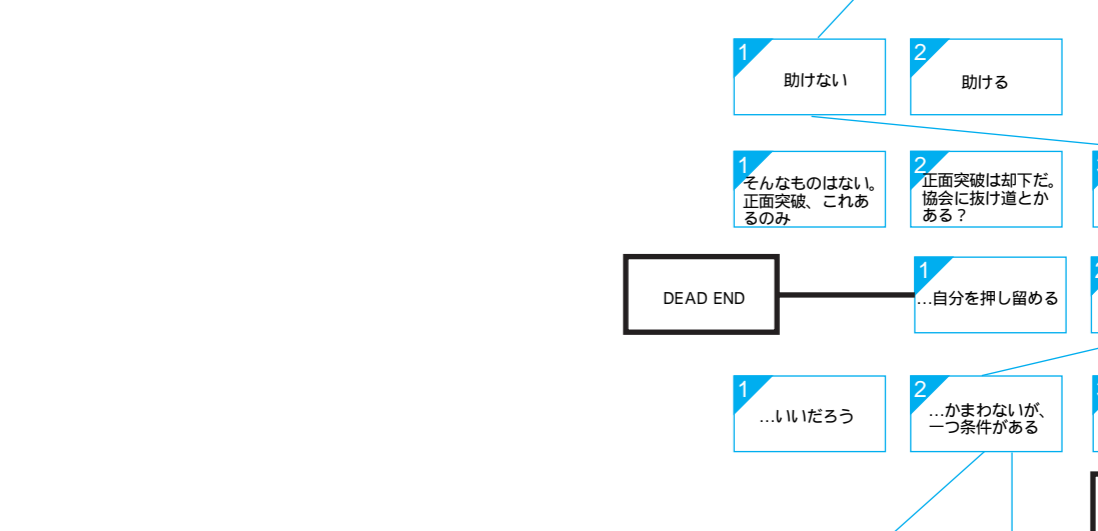 1
助けない
2
助ける
1
そんなものはない。
正面突破、これあ
るのみ
2
正面突破は却下だ。
協会に抜け道とか
ある？
DEAD END
1
…自分を押し留める
1
…いいだろう
2
…かまわないが、
一つ条件がある